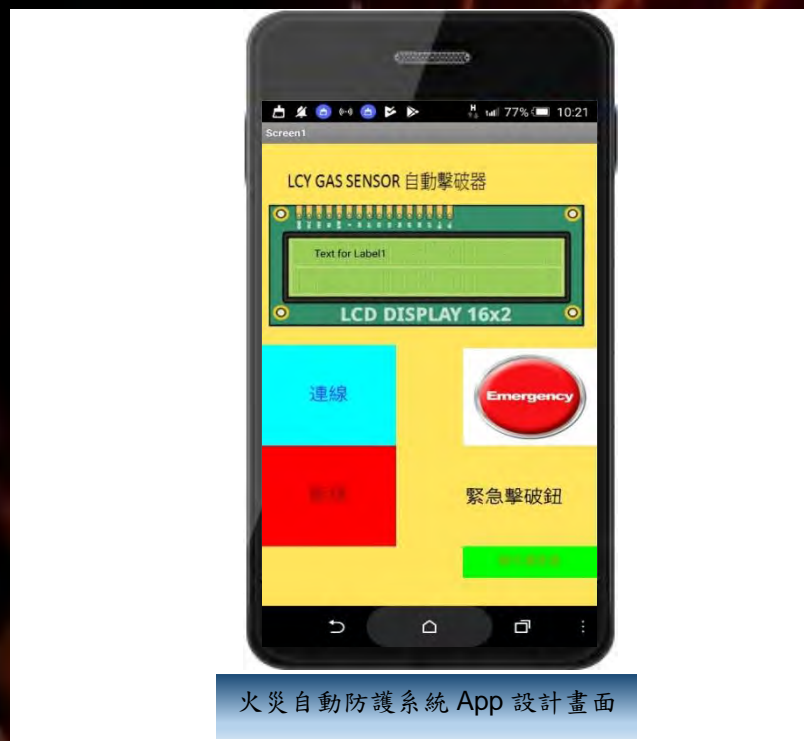 77% 10:21
Screen1
LCY GAS SENSOR 自動擊破器
Text for Label1
LCD DISPLAY 16x2
連線
Emergency
緊急擊破鈕
火災自動防護系統 App 設計畫面